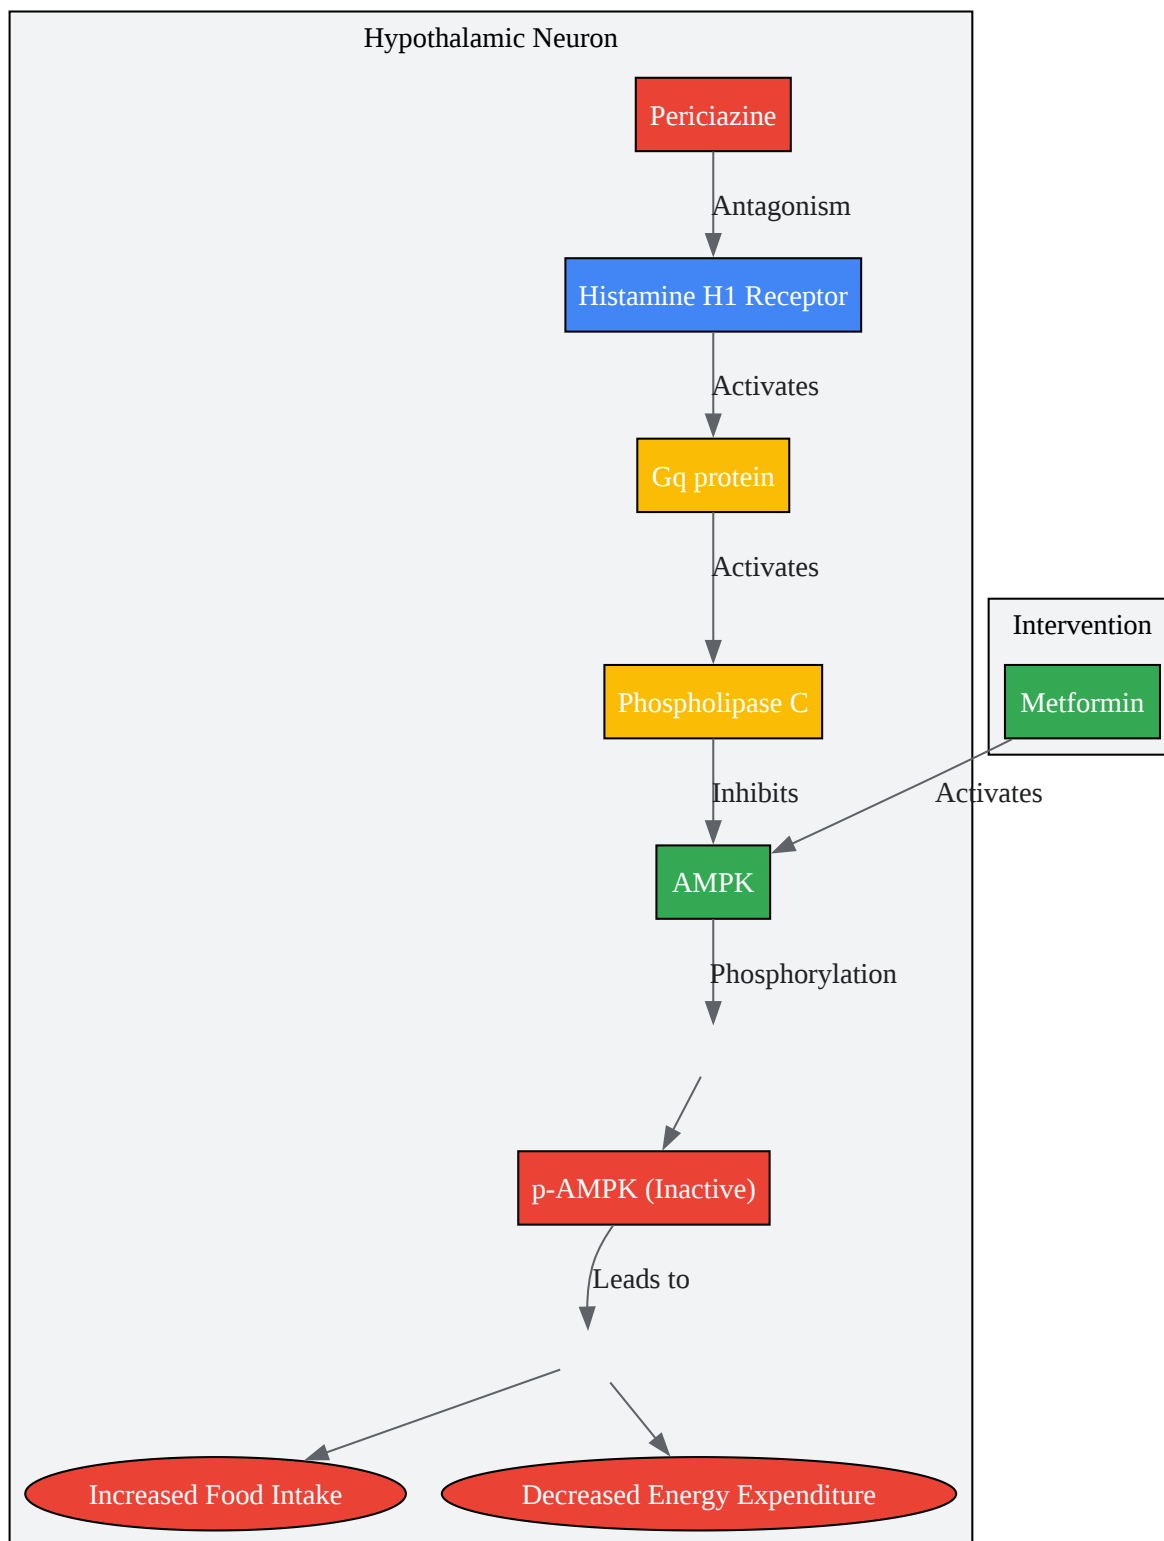 Hypothalamic Neuron
Periciazine
Antagonism
Histamine H1 Receptor
Activates
Gq protein
Activates
Intervention
Phospholipase C
Metformin
Inhibits
Activates
AMPK
Phosphorylation
p-AMPK (Inactive)
Leads to
Increased Food Intake
Decreased Energy Expenditure